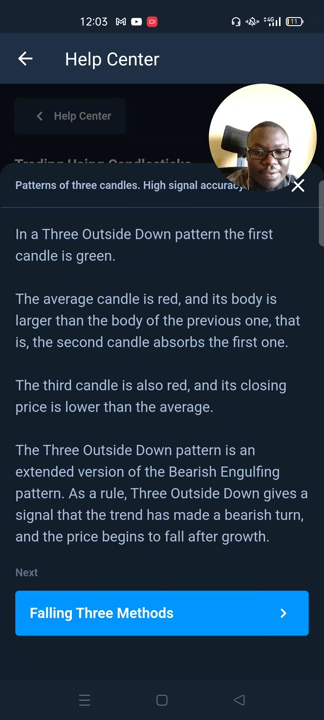 12:03
11
Help Center
Help Center
Trading Using Candlesticks
Patterns of three candles. High signal accuracy
In a Three Outside Down pattern the first
candle is green.
The average candle is red, and its body is
larger than the body of the previous one, that
is, the second candle absorbs the first one.
The third candle is also red, and its closing
price is lower than the average.
The Three Outside Down pattern is an
extended version of the Bearish Engulfing
pattern. As a rule, Three Outside Down gives a
signal that the trend has made a bearish turn,
and the price begins to fall after growth.
Next
Falling Three Methods